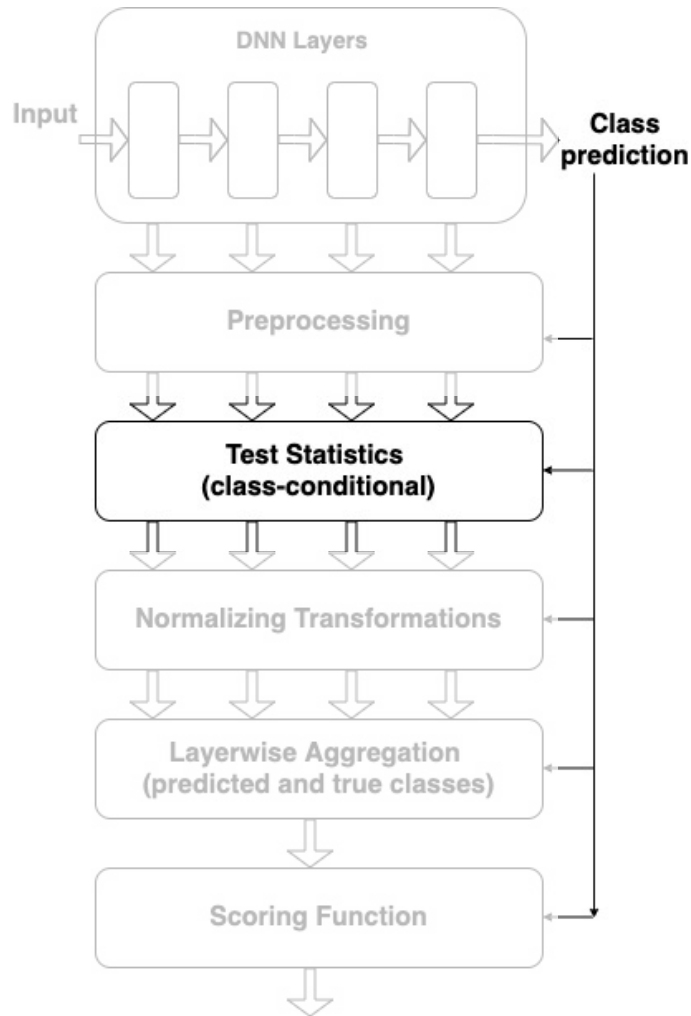 DNN Layers
Input
Class
prediction
Preprocessing
Test Statistics
(class-conditional)
Normalizing Transformations
Layerwise Aggregation
(predicted and true classes)
Scoring Function